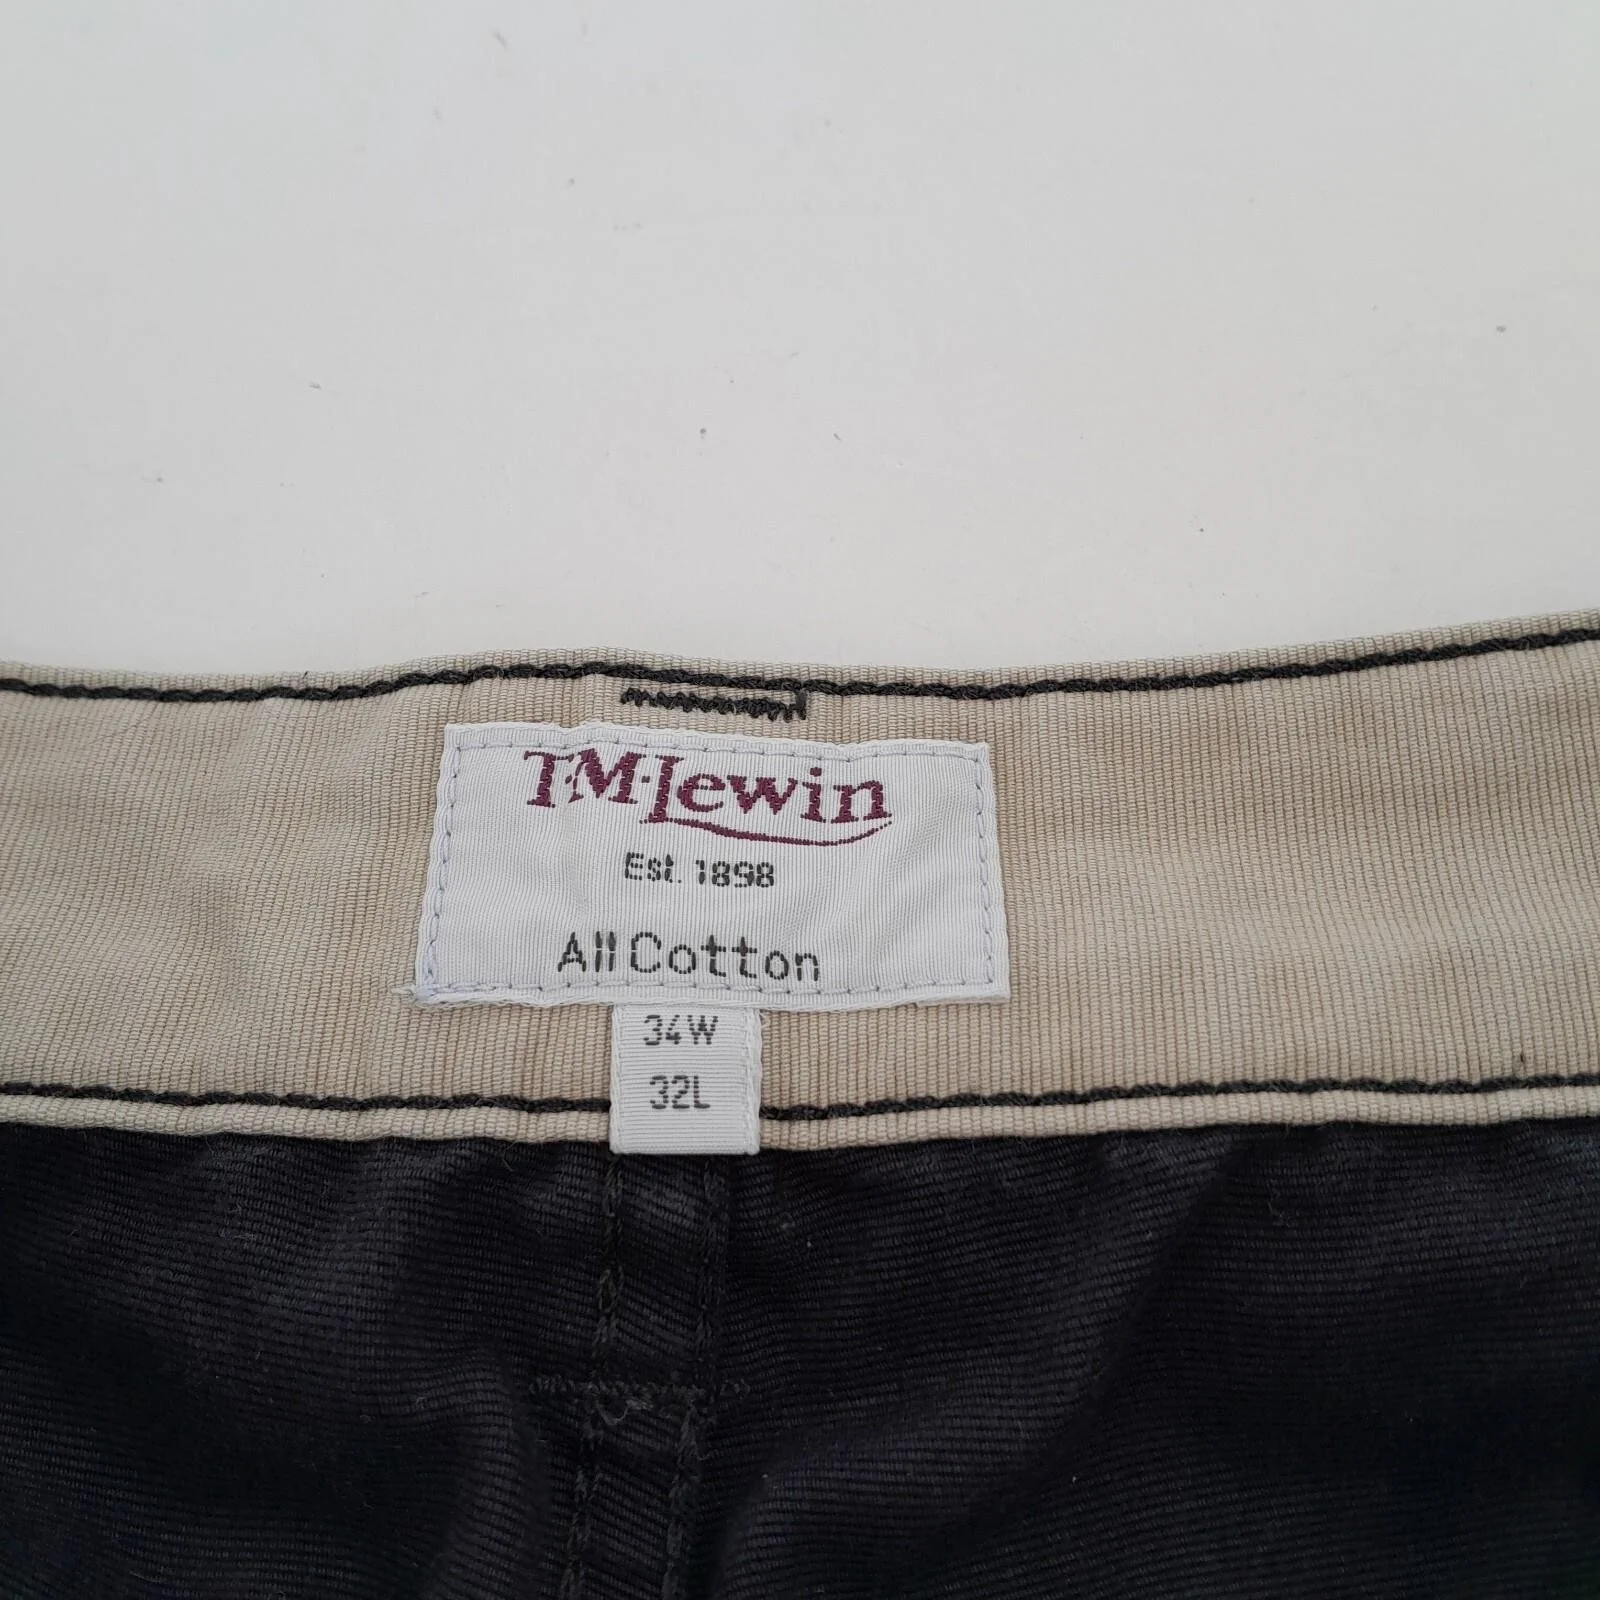 T·M·Lewin
Est. 1898
All Cotton
34W
32L